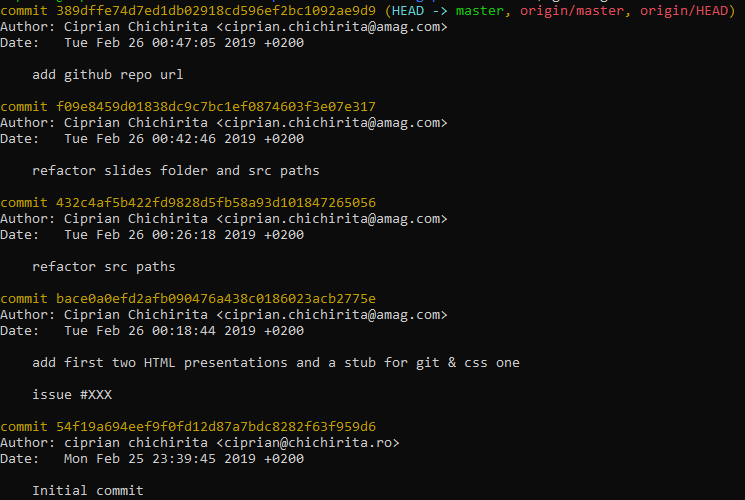 commit 389dffe74d7ed1db02918cd596ef2bc1092ae9d9 (HEAD -> master, origin/master, origin/HEAD)
Author: Ciprian Chichirita <ciprian.chichirita@amag.com>
Date:   Tue Feb 26 00:47:05 2019 +0200
add github repo url
commit f09e8459d01838dc9c7bc1ef0874603f3e07e317
Author: Ciprian Chichirita <ciprian.chichirita@amag.com>
Date:   Tue Feb 26 00:42:46 2019 +0200
refactor slides folder and src paths
commit 432c4af5b422fd9828d5fb58a93d101847265056
Author: Ciprian Chichirita <ciprian.chichirita@amag.com>
Date:   Tue Feb 26 00:26:18 2019 +0200
refactor src paths
commit bace0a0efd2afb090476a438c0186023acb2775e
Author: Ciprian Chichirita <ciprian.chichirita@amag.com>
Date:   Tue Feb 26 00:18:44 2019 +0200
add first two HTML presentations and a stub for git & css one
issue #XXX
commit 54f19a694eef9f0fd12d87a7bdc8282f63f959d6
Author: ciprian chichirita <ciprian@chichirita.ro>
Date:   Mon Feb 25 23:39:45 2019 +0200
Initial commit